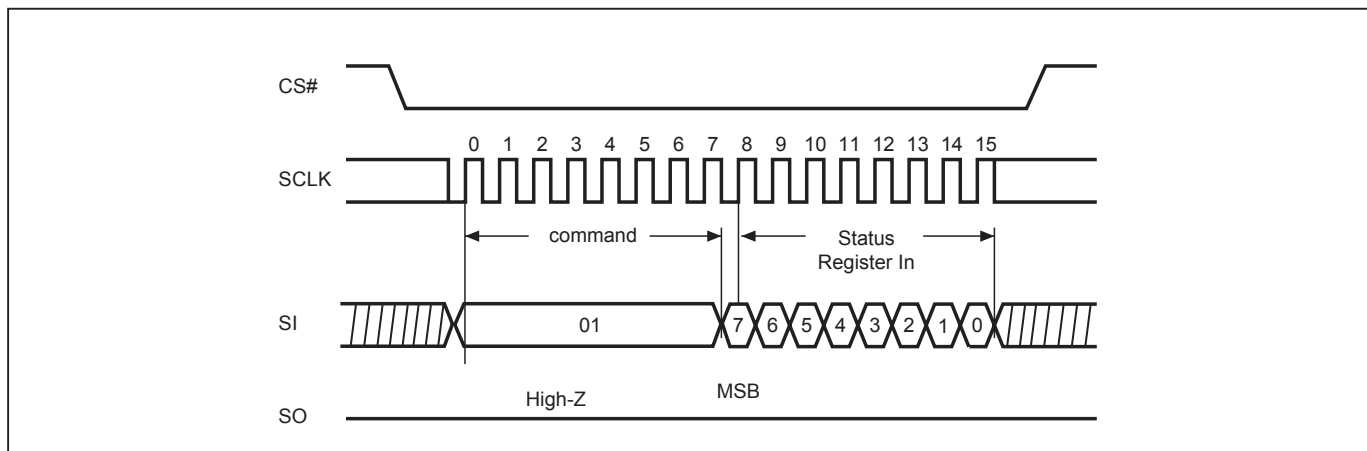 CS#
0 1 2 3 4 5 6 7 8 9 10 11 12 13 14 15
SCLK
command
Status
Register In
SI
01
7 6 5 4 3 2 1 0
High-Z
MSB
SO